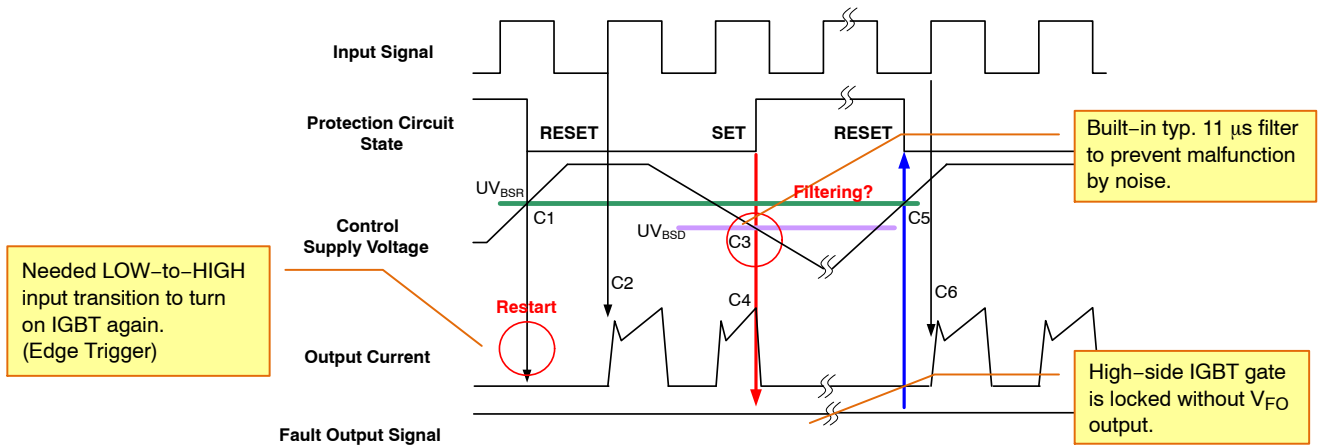 Input Signal
Protection Circuit
State
RESET
SET
RESET
Built−in typ. 11 μs filter
to prevent malfunction
by noise.
UVBSR
Filtering?
C1
C5
Control
Supply Voltage
UVBSD
C3
Needed LOW−to−HIGH
input transition to turn
on IGBT again.
(Edge Trigger)
C2
C4
C6
Restart
Output Current
High−side IGBT gate
is locked without VFO
output.
Fault Output Signal